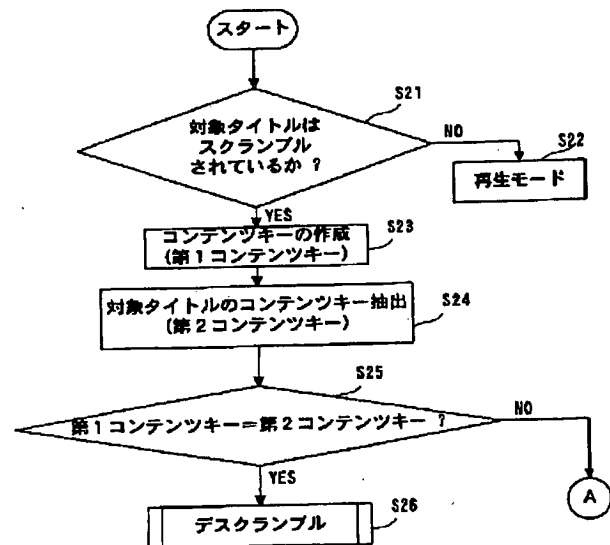 スタート
S21
対象タイトルは
スクランブル
されているか ?
NO
S22
再生モード
YES
S23
コンテンツキーの作成
(第1コンテンツキー)
S24
対象タイトルのコンテンツキー抽出
(第2コンテンツキー)
S25
第1コンテンツキー=第2コンテンツキー ?
NO
YES
A
S26
デスクランブル